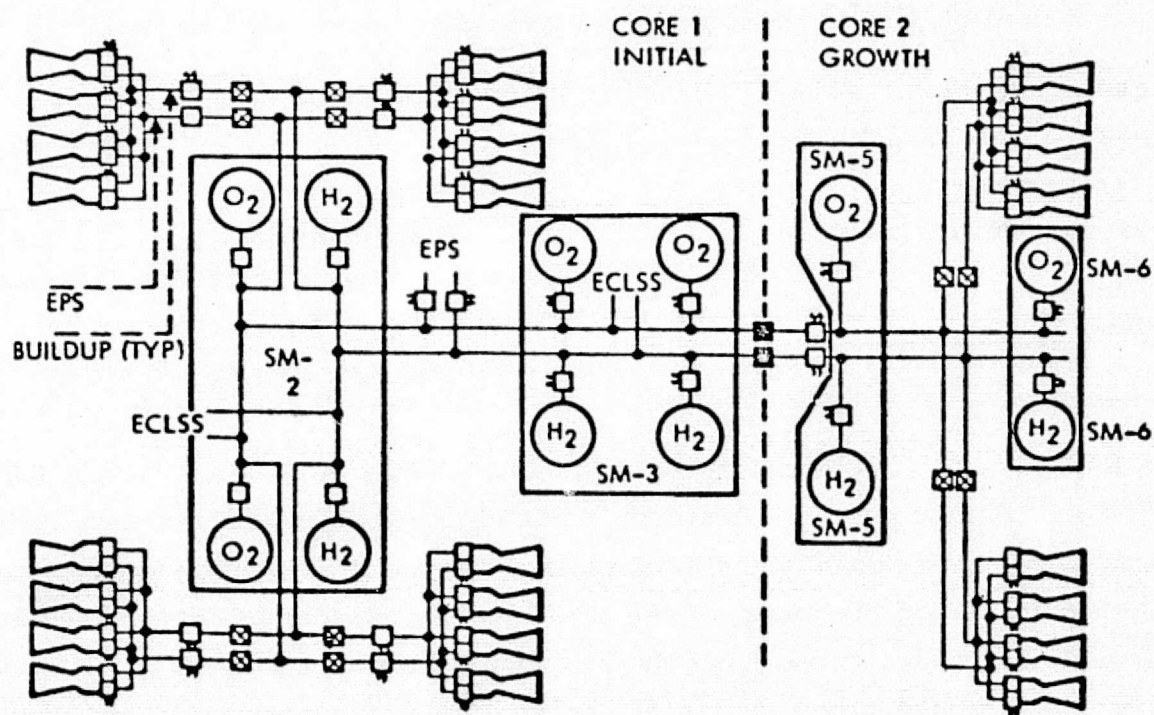 CORE 1
INITIAL
CORE 2
GROWTH
O2
H2
EPS
BUILDUP (TYP)
SM-
2
ECLSS
O2
H2
EPS
O2
O2
ECLSS
H2
H2
SM-3
SM-5
O2
H2
SM-5
O2
SM-6
H2
SM-6